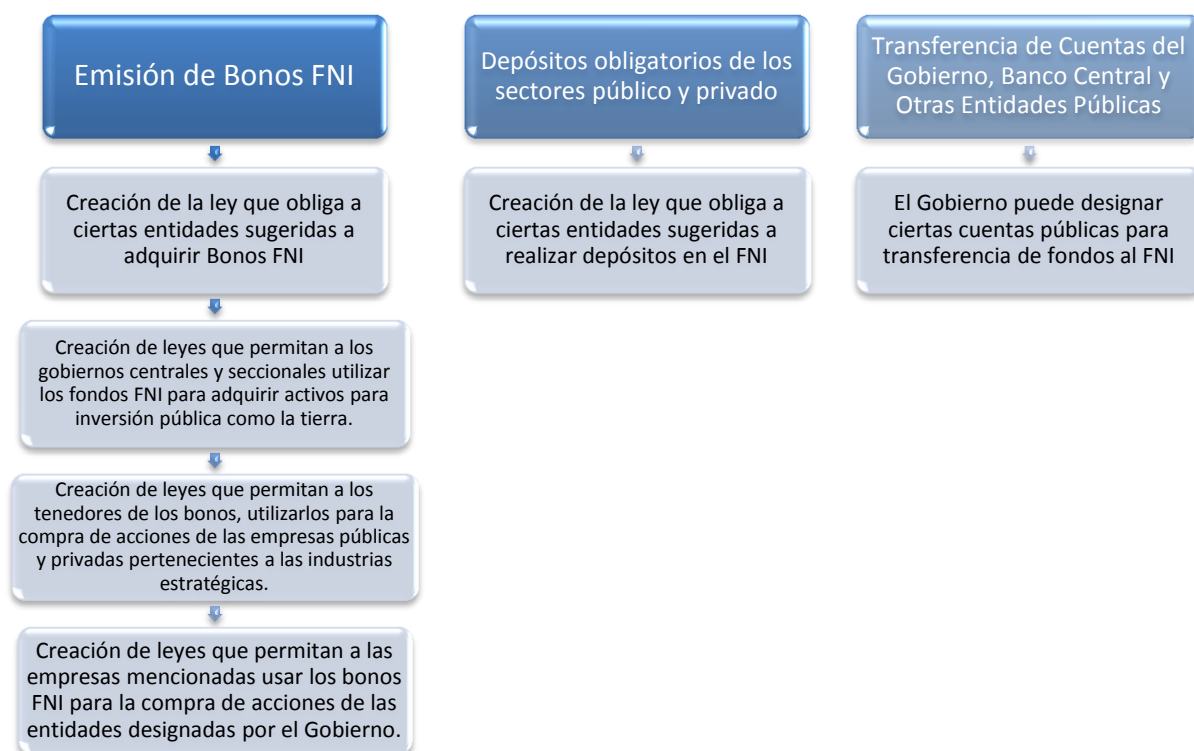 Emisión de Bonos FNI
Creación de la ley que obliga a
ciertas entidades sugeridas a
adquirir Bonos FNI
Creación de leyes que permitan a los
gobiernos centrales y seccionales utilizar
los fondos FNI para adquirir activos para
inversión pública como la tierra.
Creación de leyes que permitan a los
tenedores de los bonos, utilizarlos para la
compra de acciones de las empresas públicas
y privadas pertenecientes a las industrias
estratégicas.
Creación de leyes que permitan a las
empresas mencionadas usar los bonos
FNI para la compra de acciones de las
entidades designadas por el Gobierno.
Depósitos obligatorios de los
sectores público y privado
Creación de la ley que obliga a
ciertas entidades sugeridas a
realizar depósitos en el FNI
Transferencia de Cuentas del
Gobierno, Banco Central y
Otras Entidades Públicas
El Gobierno puede designar
ciertas cuentas públicas para
transferencia de fondos al FNI